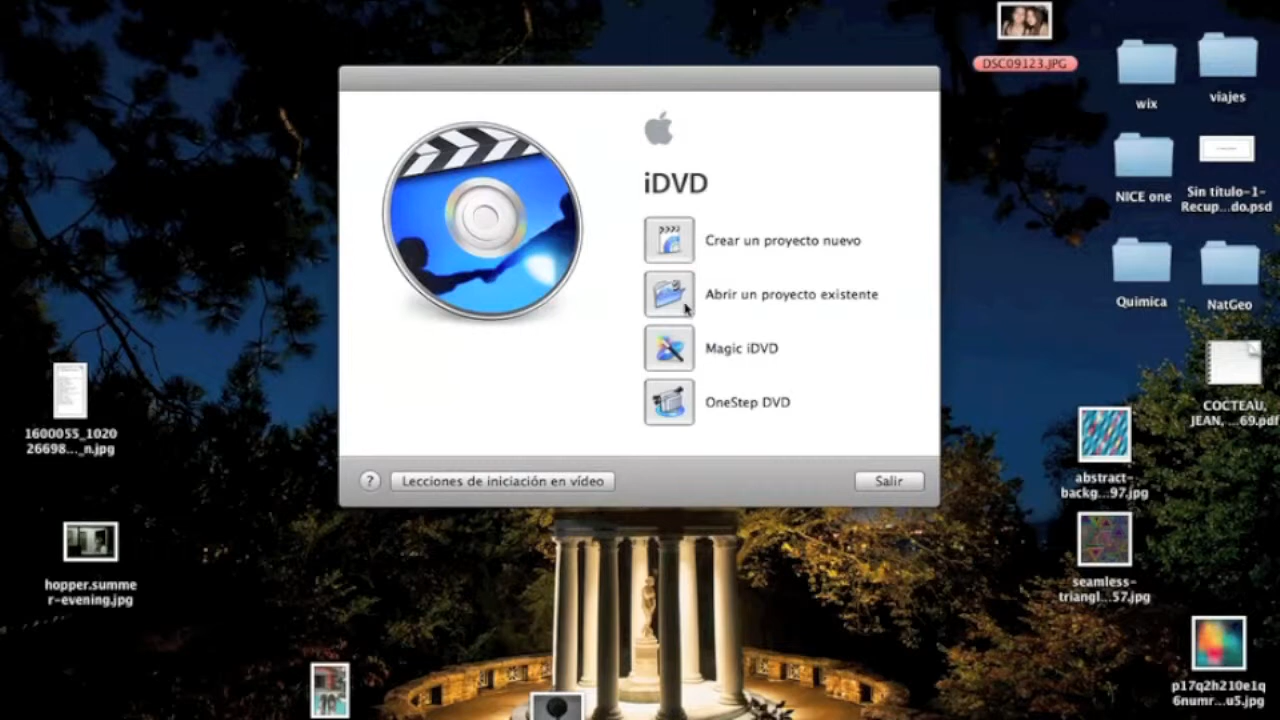 DSC09123.JPG
wix
viajes
NICE one
Sin título-1-
Recup...do.psd
Quimica
NatGeo
COCTEAU,
JEAN, ...69.pdf
abstract-
backg...97.jpg
seamless-
triangl...57.jpg
p17q2h210e1q
6numr...u5.jpg
1600055_1020
26698..._n.jpg
hopper.summe
r-evening.jpg
iDVD
Crear un proyecto nuevo
Abrir un proyecto existente
Magic iDVD
OneStep DVD
?
Lecciones de iniciación en vídeo
Salir